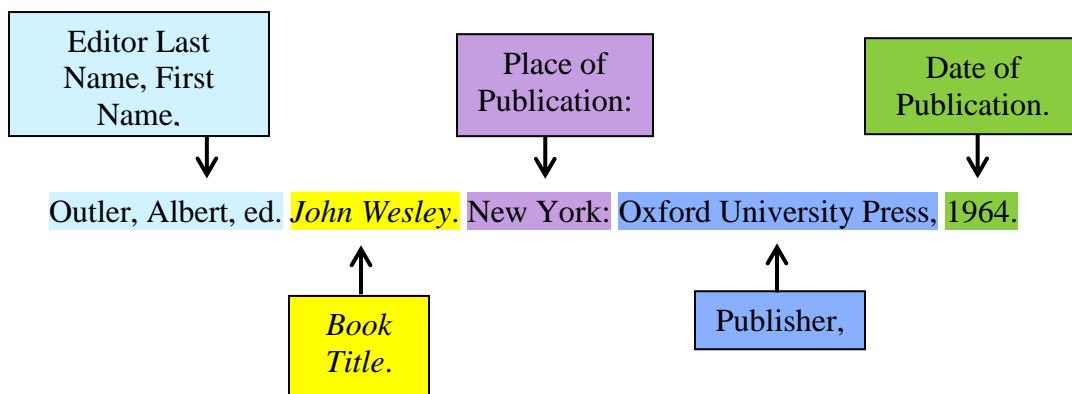 Editor Last
Name, First
Name.
Place of
Publication:
Date of
Publication.
Outler, Albert, ed. John Wesley. New York: Oxford University Press, 1964.
Book
Title.
Publisher,